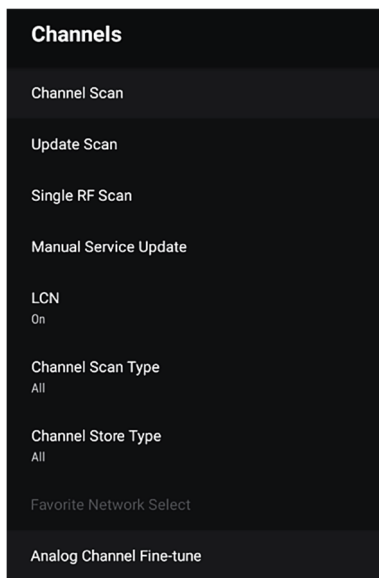 Channels
Channel Scan
Update Scan
Single RF Scan
Manual Service Update
LCN
On
Channel Scan Type
All
Channel Store Type
All
Favorite Network Select
Analog Channel Fine-tune